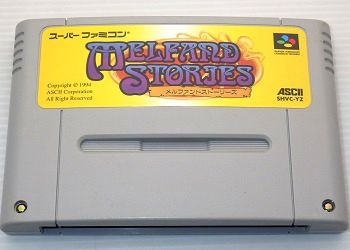 スーパーファミコン
MELFAND
STORIES
メルファンドストーリーズ
Copyright © 1994
ASCII Corporation
All Right Reserved
ASCII
SHVC-YZ